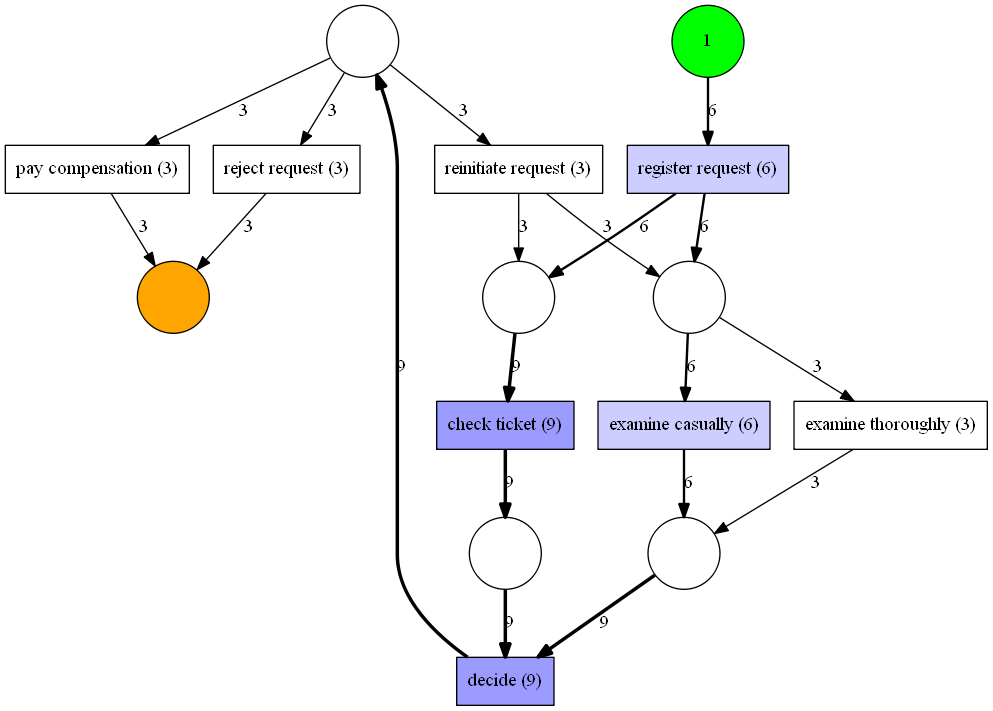 1
3
3
3
6
pay compensation (3)
reject request (3)
reinitiate request (3)
register request (6)
3
3
3
3
6
6
9
9
6
3
check ticket (9)
examine casually (6)
examine thoroughly (3)
9
6
3
9
9
decide (9)